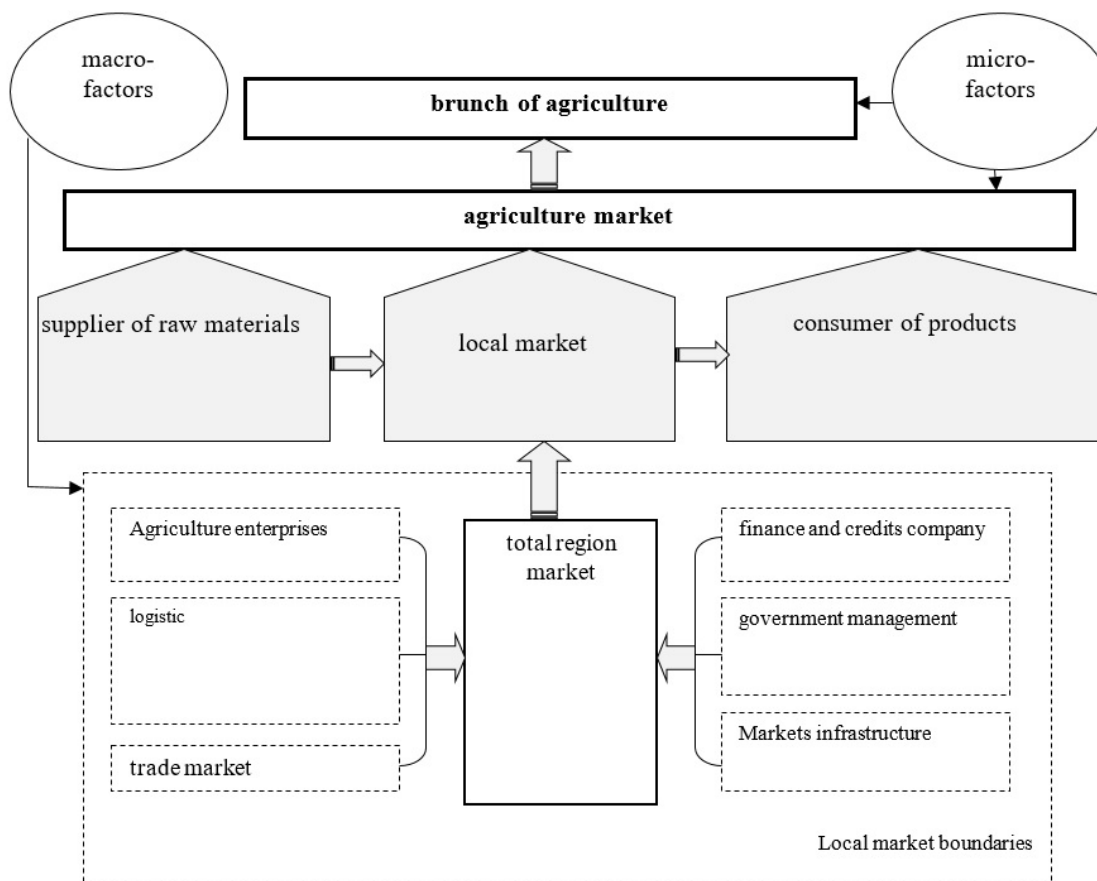 macro-
factors
micro-
factors
brunch of agriculture
agriculture market
supplier of raw materials
local market
consumer of products
Agriculture enterprises
total region
market
finance and credits company
logistic
government management
trade market
Markets infrastructure
Local market boundaries